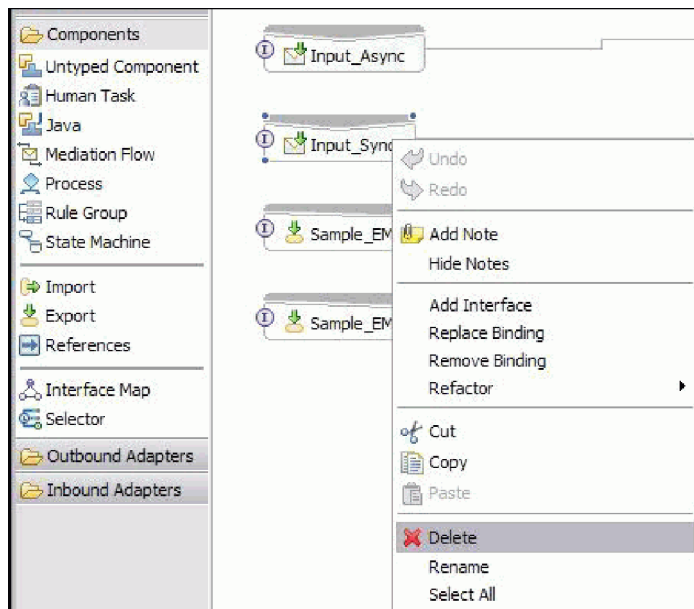 Components
Untyped Component
Human Task
Java
Mediation Flow
Process
Rule Group
State Machine
Import
Export
References
Interface Map
Selector
Outbound Adapters
Inbound Adapters
Input_Async
Input_Sync
Sample_EM
Sample_EM
Undo
Redo
Add Note
Hide Notes
Add Interface
Replace Binding
Remove Binding
Refactor
Cut
Copy
Paste
Delete
Rename
Select All